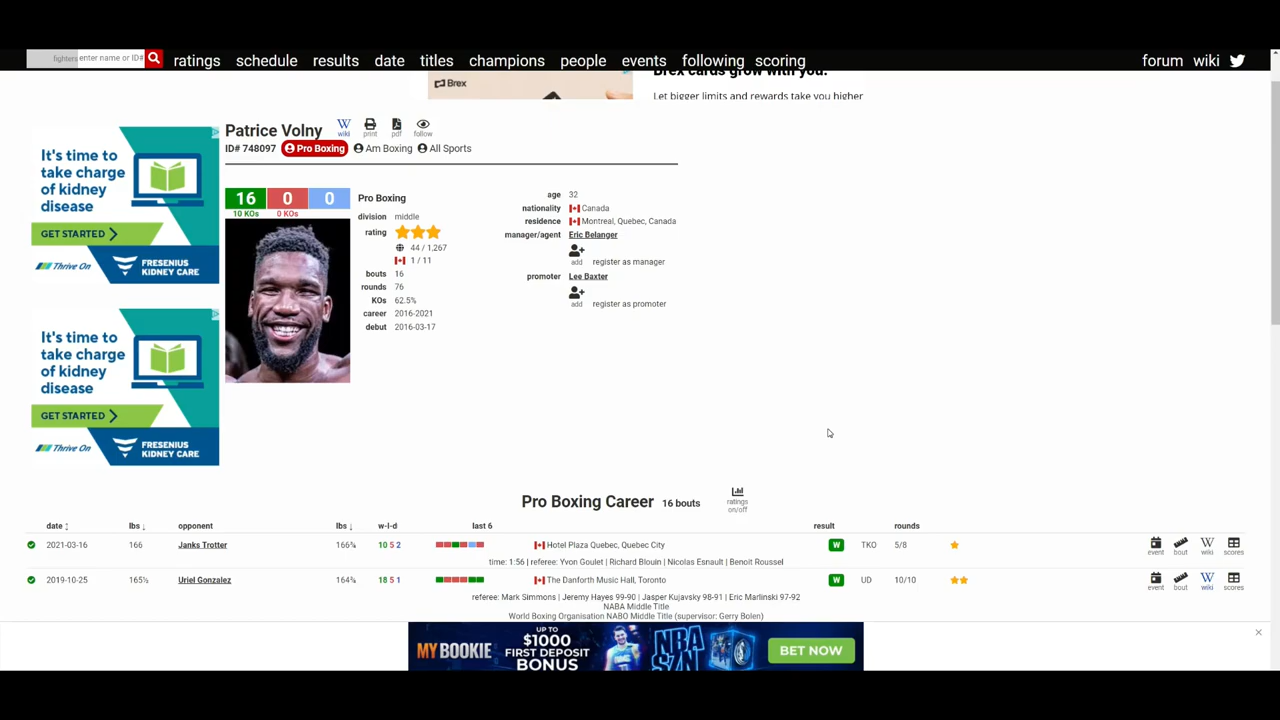 fighters enter name or ID# ratings schedule results date titles champions people events following scoring forum wiki
Brex
Brex cards grow with you.
Let bigger limits and rewards take you higher
Patrice Volny wiki print pdf follow
ID# 748097 Pro Boxing Am Boxing All Sports
It's time to
take charge
of kidney
disease
GET STARTED
Thrive On
FRESENIUS
KIDNEY CARE
It's time to
take charge
of kidney
disease
GET STARTED
Thrive On
FRESENIUS
KIDNEY CARE
16 0 0
10 KOs 0 KOs
Pro Boxing
division middle
rating
44 / 1,267
1 / 11
bouts 16
rounds 76
KOs 62.5%
career 2016-2021
debut 2016-03-17
age 32
nationality Canada
residence Montreal, Quebec, Canada
manager/agent Eric Belanger
add register as manager
promoter Lee Baxter
add register as promoter
Pro Boxing Career 16 bouts
ratings
on/off
date lbs opponent lbs w-l-d last 6 result rounds
2021-03-16 166 Janks Trotter 166¾ 10 5 2 Hotel Plaza Quebec, Quebec City W TKO 5/8 event bout wiki scores
time: 1:56 | referee: Yvon Goulet | Richard Blouin | Nicolas Esnault | Benoit Roussel
2019-10-25 165½ Uriel Gonzalez 164¾ 18 5 1 The Danforth Music Hall, Toronto W UD 10/10 event bout wiki scores
referee: Mark Simmons | Jeremy Hayes 99-90 | Jasper Kujavsky 98-91 | Eric Marlinski 97-92
NABA Middle Title
World Boxing Organisation NABO Middle Title (supervisor: Gerry Bolen)
MYBOOKIE
UP TO
$1000
FIRST DEPOSIT
BONUS
NBA
SZN
BET NOW